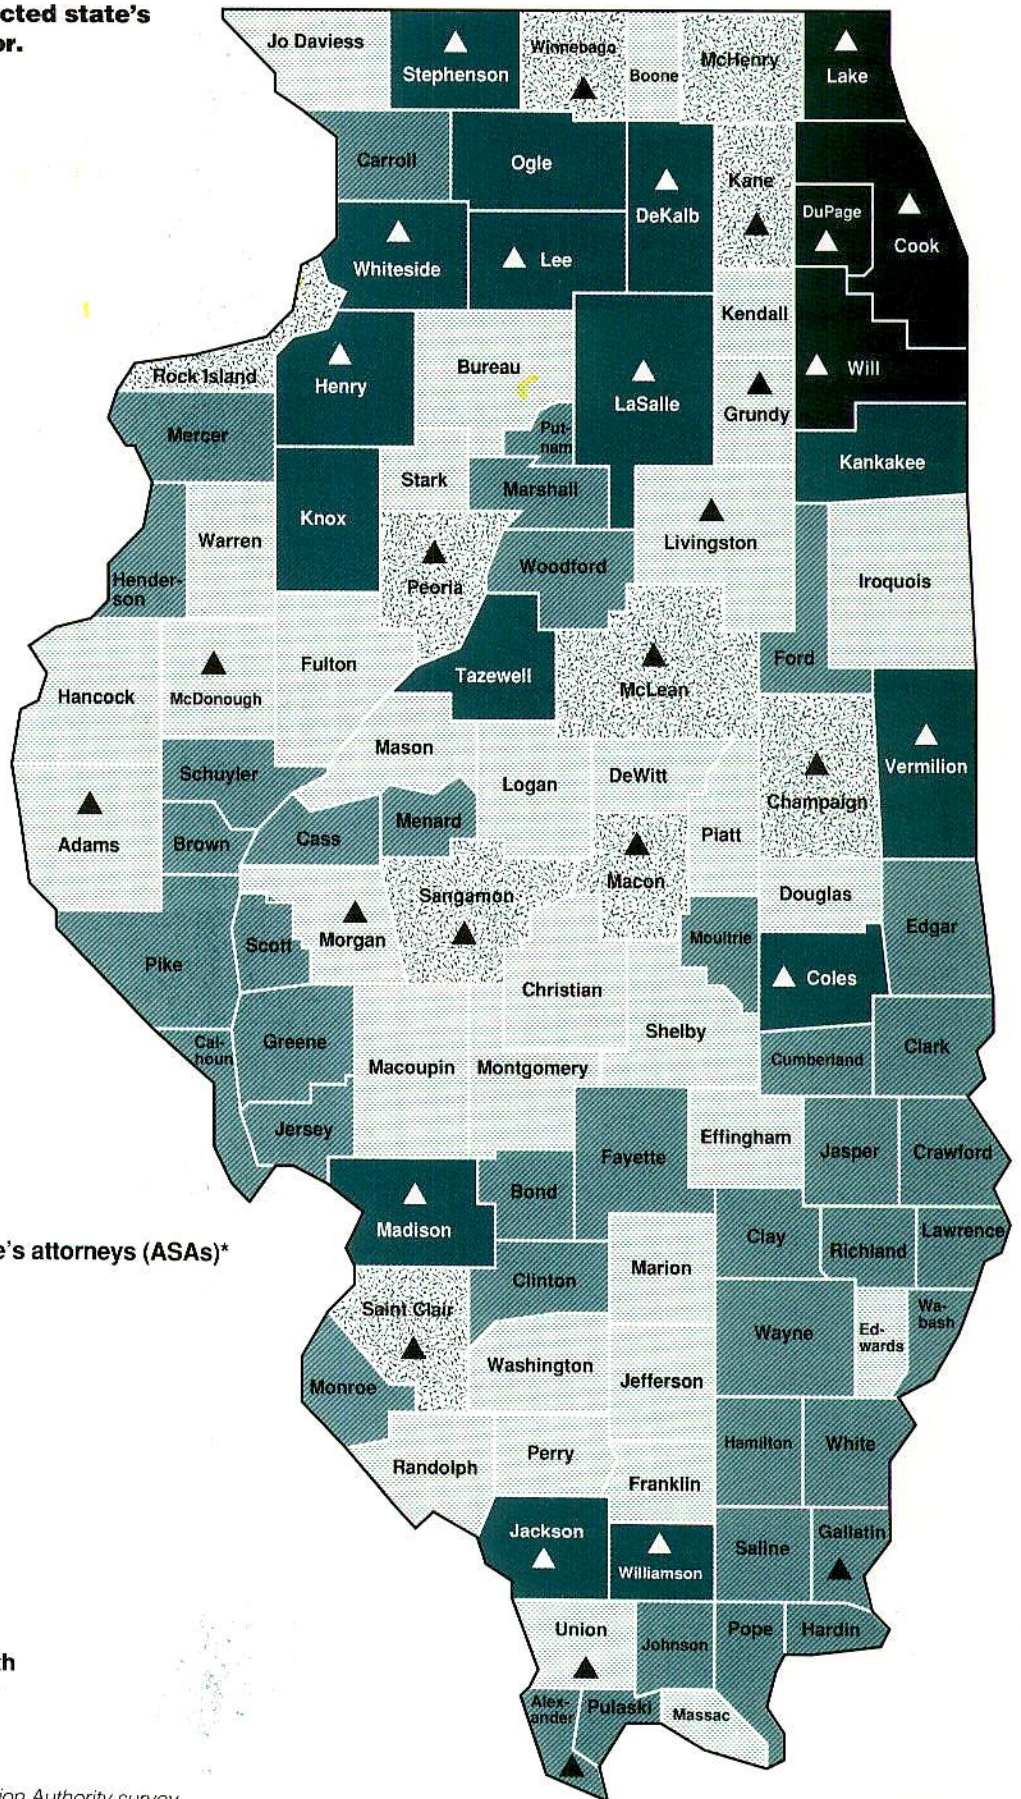 cted state's
or.
Jo Daviess
Stephenson
Winnebago
Boone
McHenry
Lake
Carroll
Ogle
DeKalb
Kane
DuPage
Cook
Whiteside
Lee
Kendall
Rock Island
Henry
Bureau
LaSalle
Grundy
Will
Mercer
Put-
nam
Kankakee
Knox
Stark
Marshall
Warren
Livingston
Hender-
son
Peoria
Woodford
Iroquois
Hancock
McDonough
Fulton
Tazewell
McLean
Ford
Vermilion
Schuyler
Mason
Logan
DeWitt
Champaign
Adams
Brown
Cass
Menard
Piatt
Sangamon
Macon
Douglas
Pike
Scott
Morgan
Moultrie
Edgar
Christian
Coles
Cal-
houn
Greene
Shelby
Macoupin
Montgomery
Cumberland
Clark
Jersey
Fayette
Effingham
Jasper
Crawford
Bond
Madison
Clay
Richland
Lawrence
e's attorneys (ASAs)*
Clinton
Marion
Saint Clair
Wayne
Ed-
wards
Wa-
bash
Washington
Jefferson
Monroe
Randolph
Perry
Franklin
Hamilton
White
Jackson
Williamson
Saline
Gallatin
Union
Johnson
Pope
Hardin
th
Alex-
ander
Pulaski
Massac
ion Authority survey